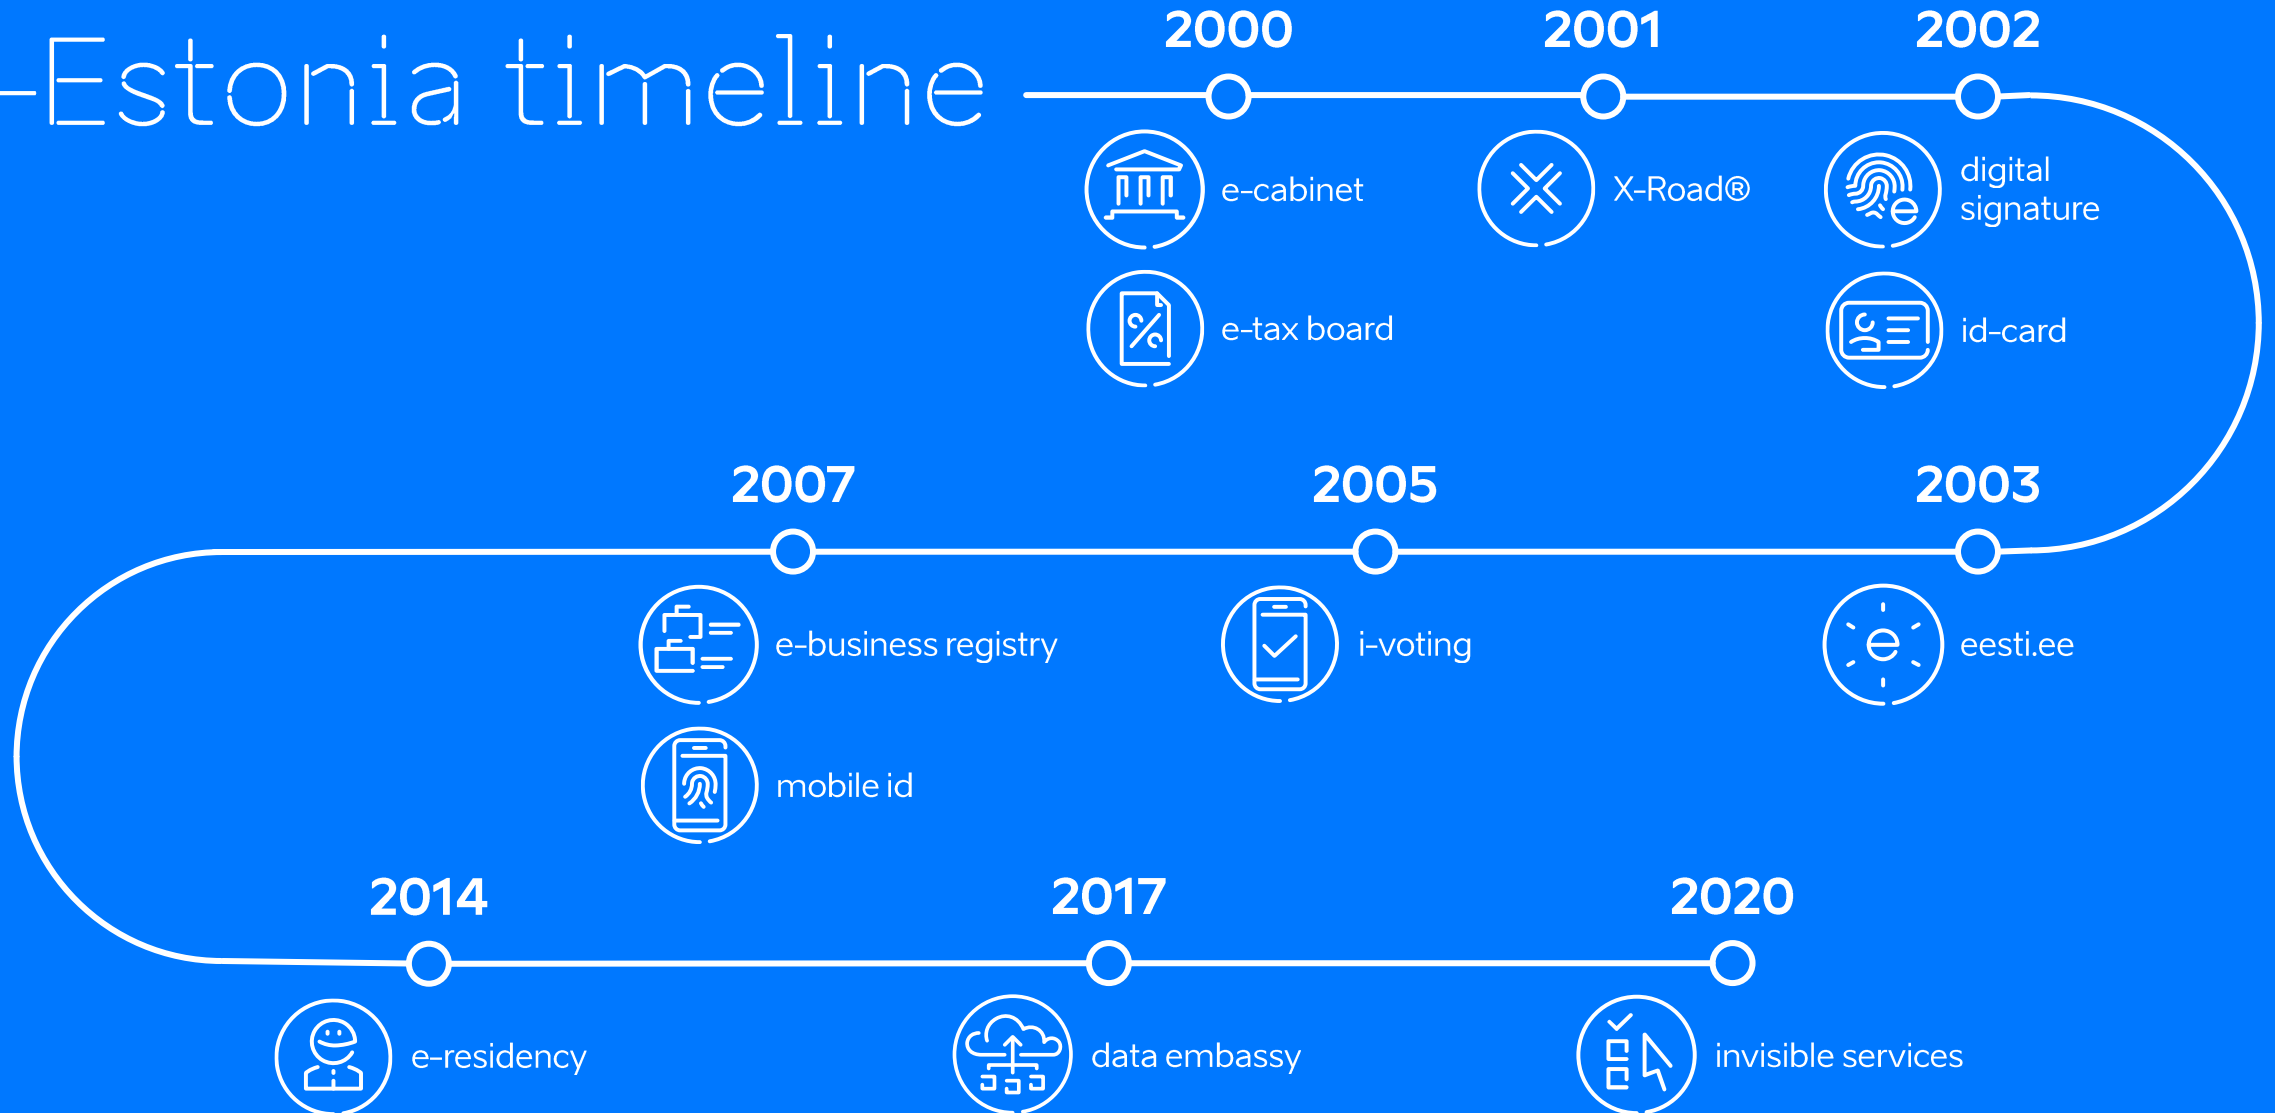 -Estonia timeline
2000
e-cabinet
e-tax board
2001
X-Road®
2002
digital
signature
id-card
2003
eesti.ee
2005
i-voting
2007
e-business registry
mobile id
2014
e-residency
2017
data embassy
2020
invisible services